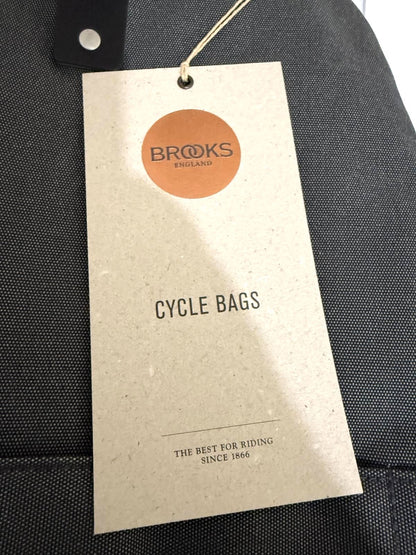 BROOKS
ENGLAND
CYCLE BAGS
THE BEST FOR RIDING
SINCE 1866